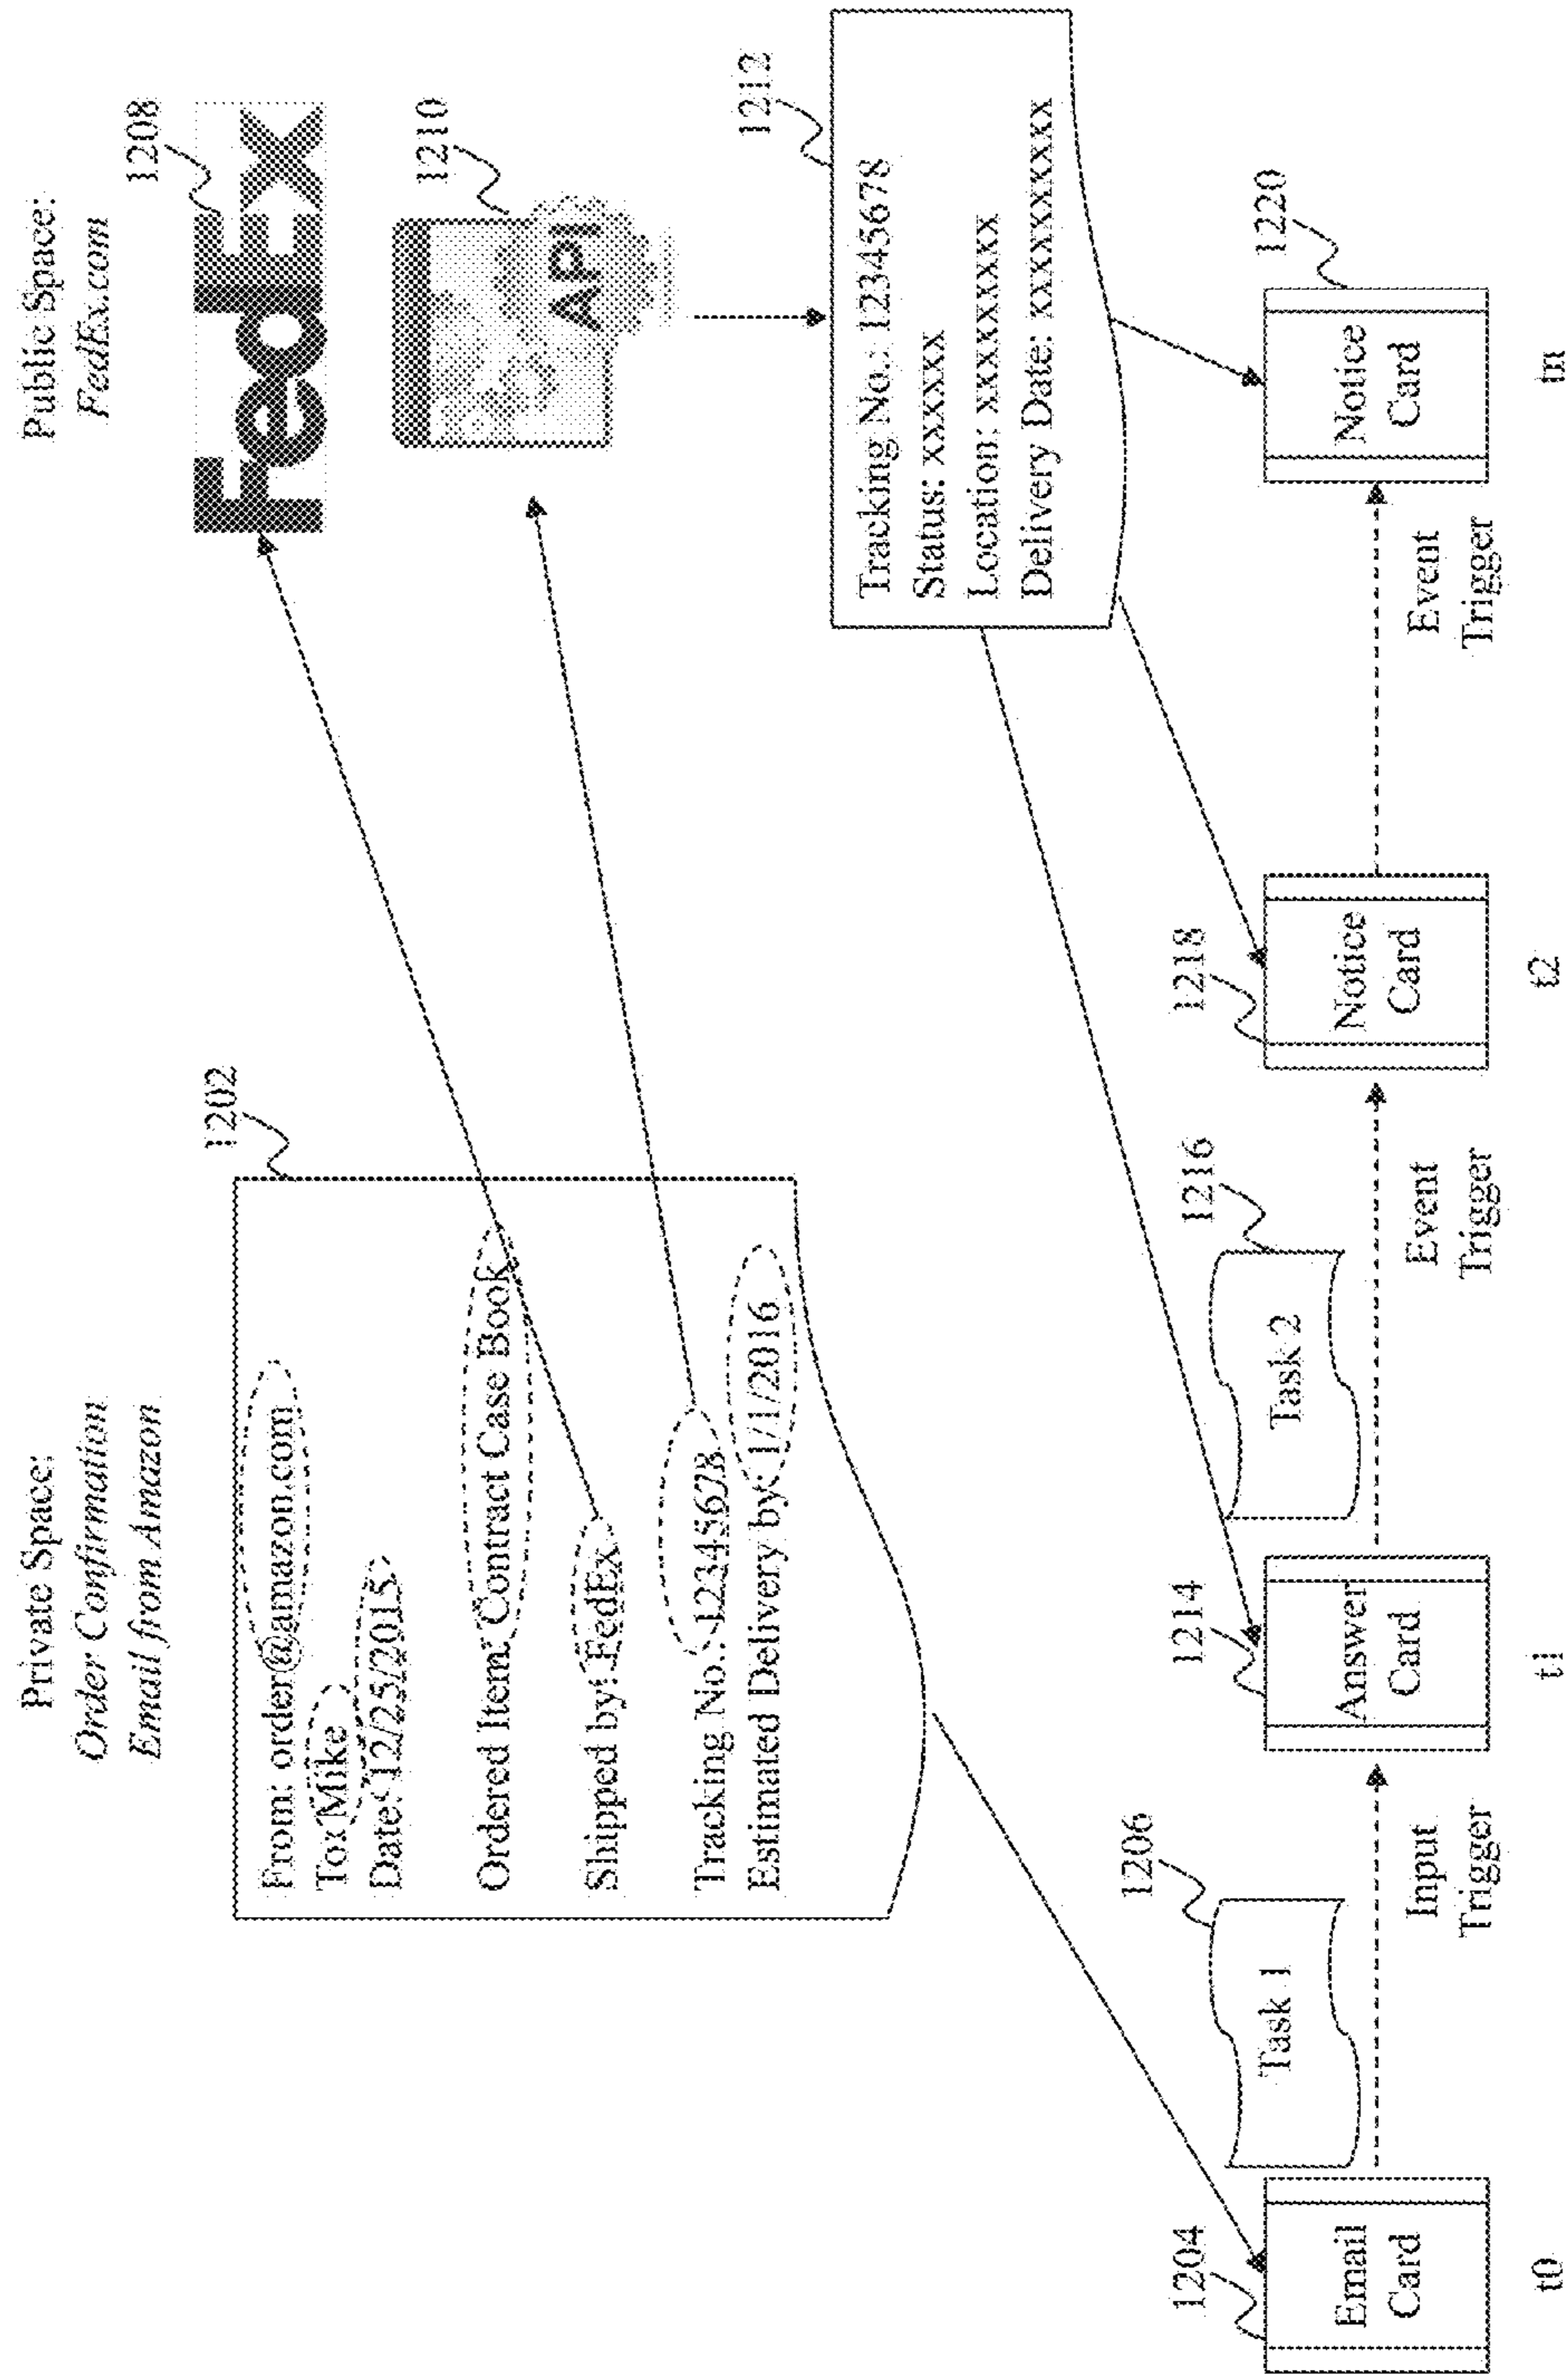 Private Space:
Order Confirmation
Email from Amazon
Public Space:
FedEx.com
1202
From: order@amazon.com
To: Mike
Date: 12/25/2015
Ordered Item: Contract Case Book
Shipped by: FedEx
Tracking No.: 12345678
Estimated Delivery by: 1/1/2016
FedEx
1208
API
1210
1212
Tracking No.: 12345678
Status: xxxxxx
Location: xxxxxxxxx
Delivery Date: xxxxxxxxxx
1204
Email
Card
t0
1206
Task 1
Input
Trigger
1214
Answer
Card
t1
1216
Task 2
Event
Trigger
1218
Notice
Card
t2
Event
Trigger
1220
Notice
Card
tn